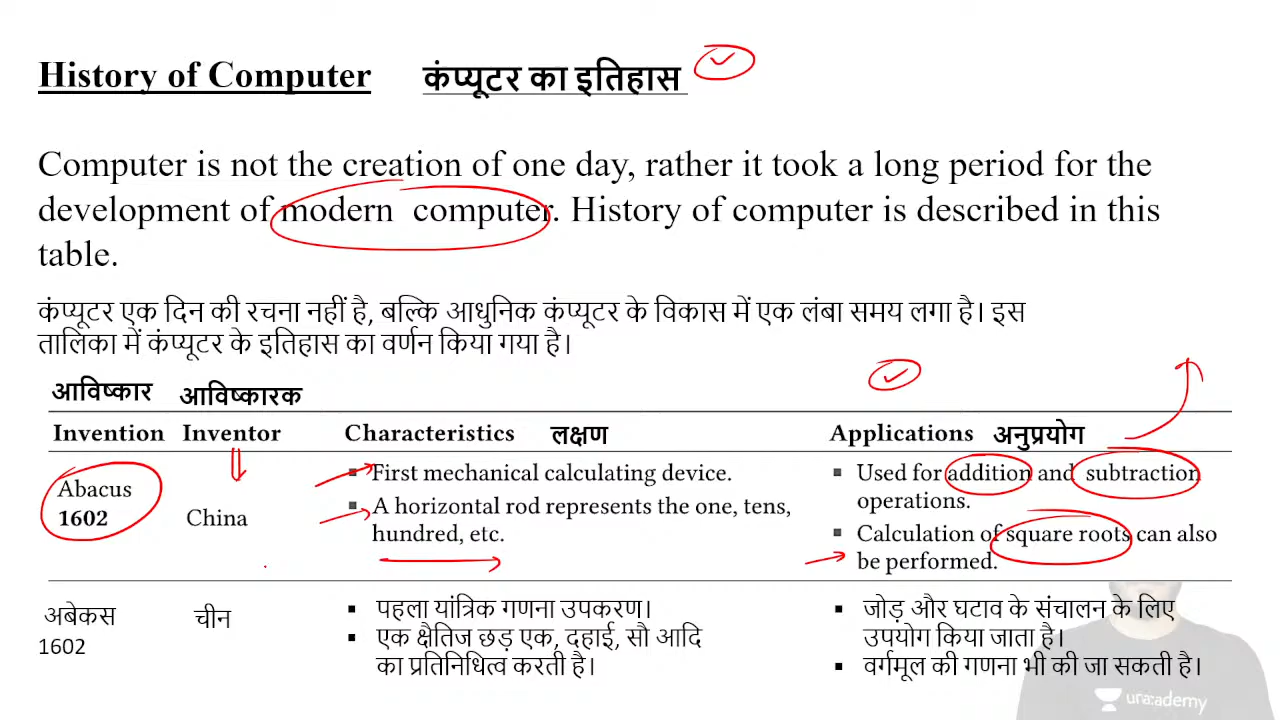 History of Computer कंप्यूटर का इतिहास
Computer is not the creation of one day, rather it took a long period for the
development of modern computer. History of computer is described in this
table.
कंप्यूटर एक दिन की रचना नहीं है, बल्कि आधुनिक कंप्यूटर के विकास में एक लंबा समय लगा है। इस
तालिका में कंप्यूटर के इतिहास का वर्णन किया गया है।
आविष्कार आविष्कारक
Invention Inventor Characteristics लक्षण Applications अनुप्रयोग
Abacus
1602
China
▪ First mechanical calculating device.
▪ A horizontal rod represents the one, tens,
hundred, etc.
▪ Used for addition and subtraction
operations.
▪ Calculation of square roots can also
be performed.
अबेकस
1602
चीन
▪ पहला यांत्रिक गणना उपकरण।
▪ एक क्षैतिज छड़ एक, दहाई, सौ आदि
का प्रतिनिधित्व करती है।
▪ जोड़ और घटाव के संचालन के लिए
उपयोग किया जाता है।
▪ वर्गमूल की गणना भी की जा सकती है।